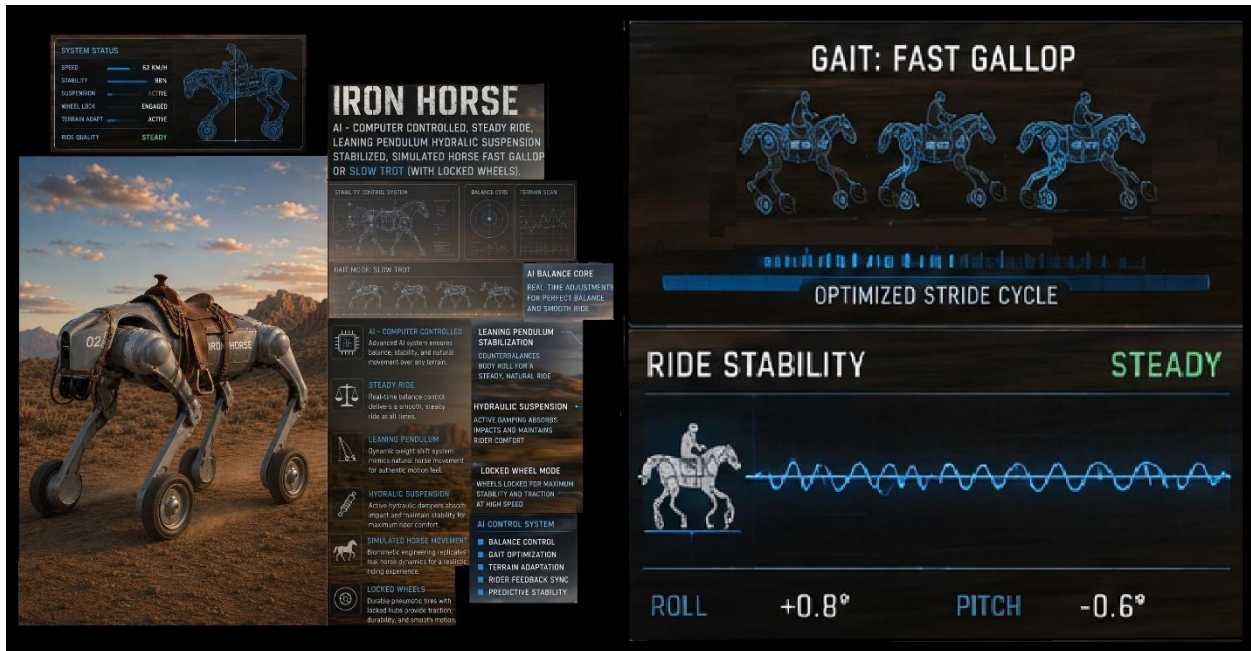 SYSTEM STATUS
SPEED 62 KM/H
STABILITY 98%
SUSPENSION ACTIVE
WHEEL LOCK ENGAGED
TERRAIN ADAPT ACTIVE
RIDE QUALITY STEADY
02
IRON HORSE
IRON HORSE
AI - COMPUTER CONTROLLED, STEADY RIDE,
LEANING PENDULUM HYDRALIC SUSPENSION
STABILIZED, SIMULATED HORSE FAST GALLOP
OR SLOW TROT (WITH LOCKED WHEELS).
STABILTY CONTROL SYSTEM
BALANCE CORE
TERRAIN SCAN
GAIT MODE: SLOW TROT
AI BALANCE CORE
REAL-TIME ADJUSTMENTS
FOR PERFECT BALANCE
AND SMOOTH RIDE
AI - COMPUTER CONTROLLED
Advanced AI system ensures
balance, stability, and natural
movement over any terrain.
STEADY RIDE
Real-time balance control
delivers a smooth, steady
ride at all times.
LEANING PENDULUM
Dynamic weight shift system
mimics natural horse movement
for authentic motion feel.
HYDRALIC SUSPENSION
Active hydraulic dampers absorb
impact and maintain stability for
maximum rider comfort.
SIMULATED HORSE MOVEMENT
Biomimetic engineering replicates
real horse dynamics for a realistic
riding experience.
LOCKED WHEELS
Durable pneumatic tires with
locked hubs provide traction,
durability, and smooth motion.
LEANING PENDULUM
STABILIZATION
COUNTERBALANCES
BODY ROLL FOR A
STEADY, NATURAL RIDE
HYDRAULIC SUSPENSION
ACTIVE DAMPING ABSORBS
IMPACTS AND MAINTAINS
RIDER COMFORT
LOCKED WHEEL MODE
WHEELS LOCKED FOR MAXIMUM
STABILITY AND TRACTION
AT HIGH SPEED
AI CONTROL SYSTEM
BALANCE CONTROL
GAIT OPTIMIZATION
TERRAIN ADAPTATION
RIDER FEEDBACK SYNC
PREDICTIVE STABILITY
GAIT: FAST GALLOP
OPTIMIZED STRIDE CYCLE
RIDE STABILITY STEADY
ROLL +0.8° PITCH -0.6°